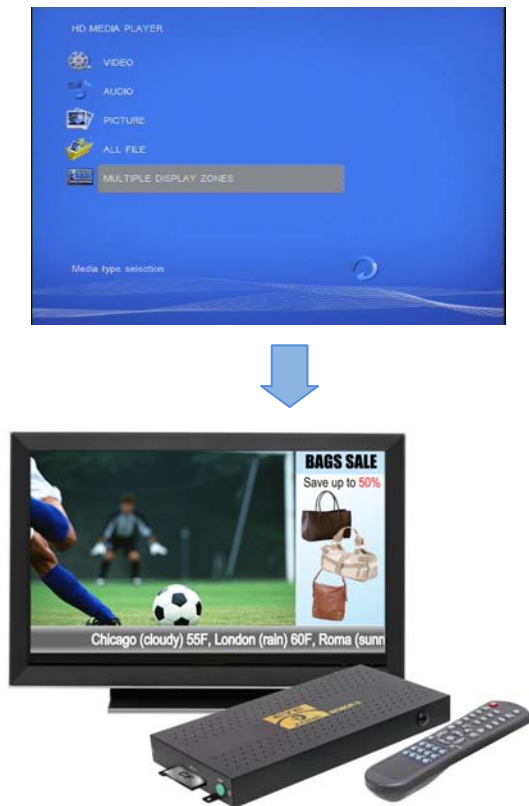 HD MEDIA PLAYER
VIDEO
AUDIO
PICTURE
ALL FILE
MULTIPLE DISPLAY ZONES
Media type selection
BAGS SALE
Save up to 50%
Chicago (cloudy) 55F, London (rain) 60F, Roma (sunn